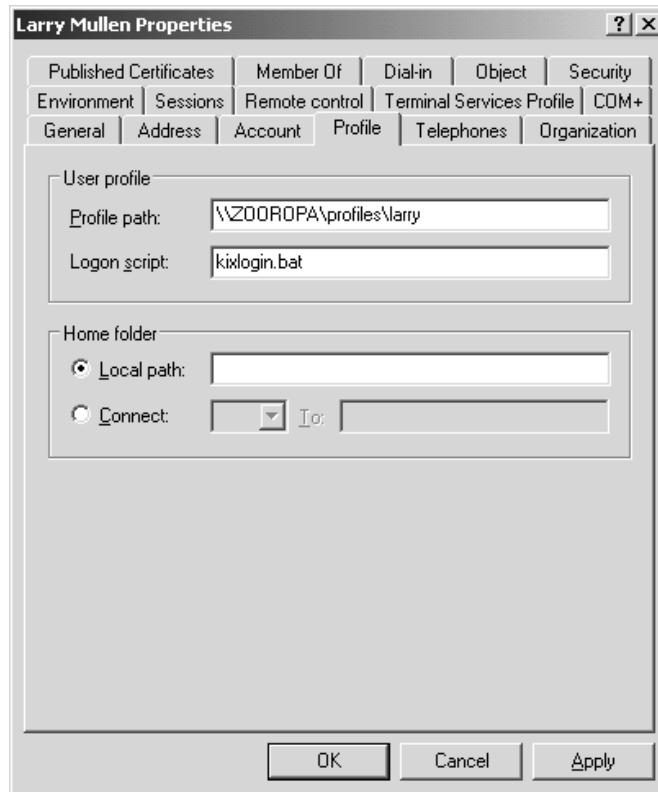 Larry Mullen Properties
Published Certificates Member Of Dial-in Object Security
Environment Sessions Remote control Terminal Services Profile COM+
General Address Account Profile Telephones Organization
User profile
Profile path: \\ZOOROPA\profiles\larry
Logon script: kixlogin.bat
Home folder
Local path:
Connect: To:
OK Cancel Apply